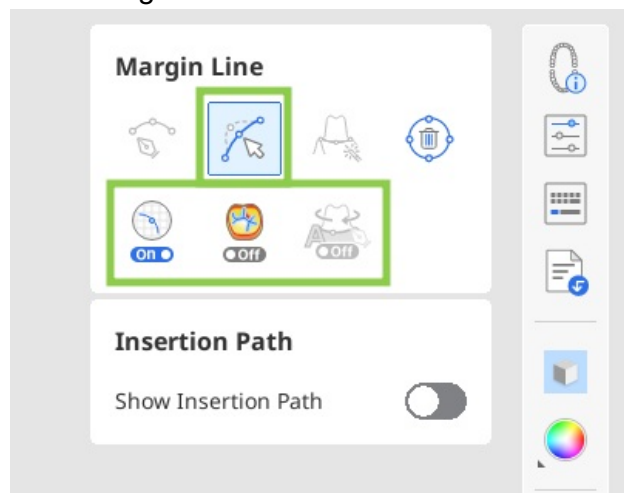 Margin Line
On
Off
A
Off
Insertion Path
Show Insertion Path